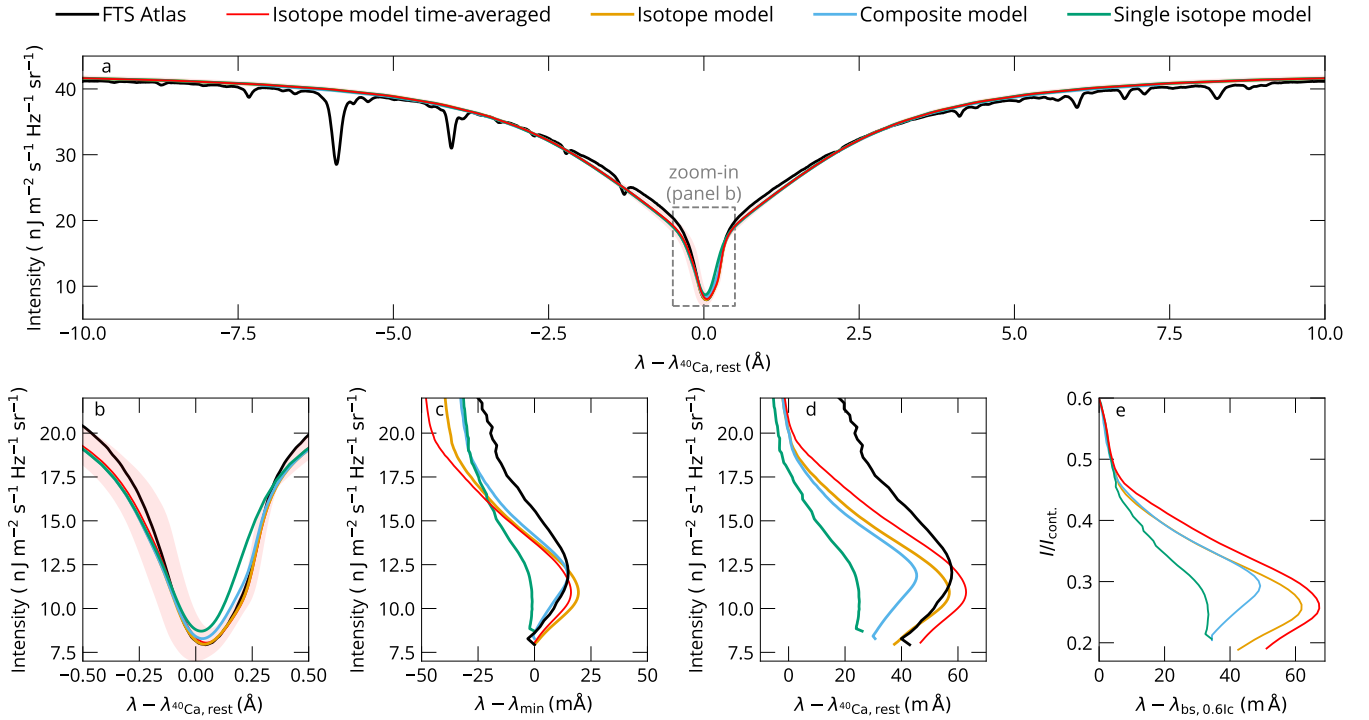 FTS Atlas Isotope model time-averaged Isotope model Composite model Single isotope model
a
Intensity ( nJ m⁻² s⁻¹ Hz⁻¹ sr⁻¹)
40
30
20
10
zoom-in
(panel b)
−10.0 −7.5 −5.0 −2.5 0.0 2.5 5.0 7.5 10.0
λ − λ⁴⁰Ca, rest (Å)
b
Intensity ( nJ m⁻² s⁻¹ Hz⁻¹ sr⁻¹)
20.0
17.5
15.0
12.5
10.0
7.5
−0.50 −0.25 0.00 0.25 0.50
λ − λ⁴⁰Ca, rest (Å)
c
Intensity ( nJ m⁻² s⁻¹ Hz⁻¹ sr⁻¹)
20.0
17.5
15.0
12.5
10.0
7.5
−50 −25 0 25 50
λ − λmin (mÅ)
d
Intensity ( nJ m⁻² s⁻¹ Hz⁻¹ sr⁻¹)
20.0
17.5
15.0
12.5
10.0
7.5
0 20 40 60
λ − λ⁴⁰Ca, rest (mÅ)
e
I/Icont.
0.6
0.5
0.4
0.3
0.2
0 20 40 60
λ − λbs, 0.6Ic (mÅ)